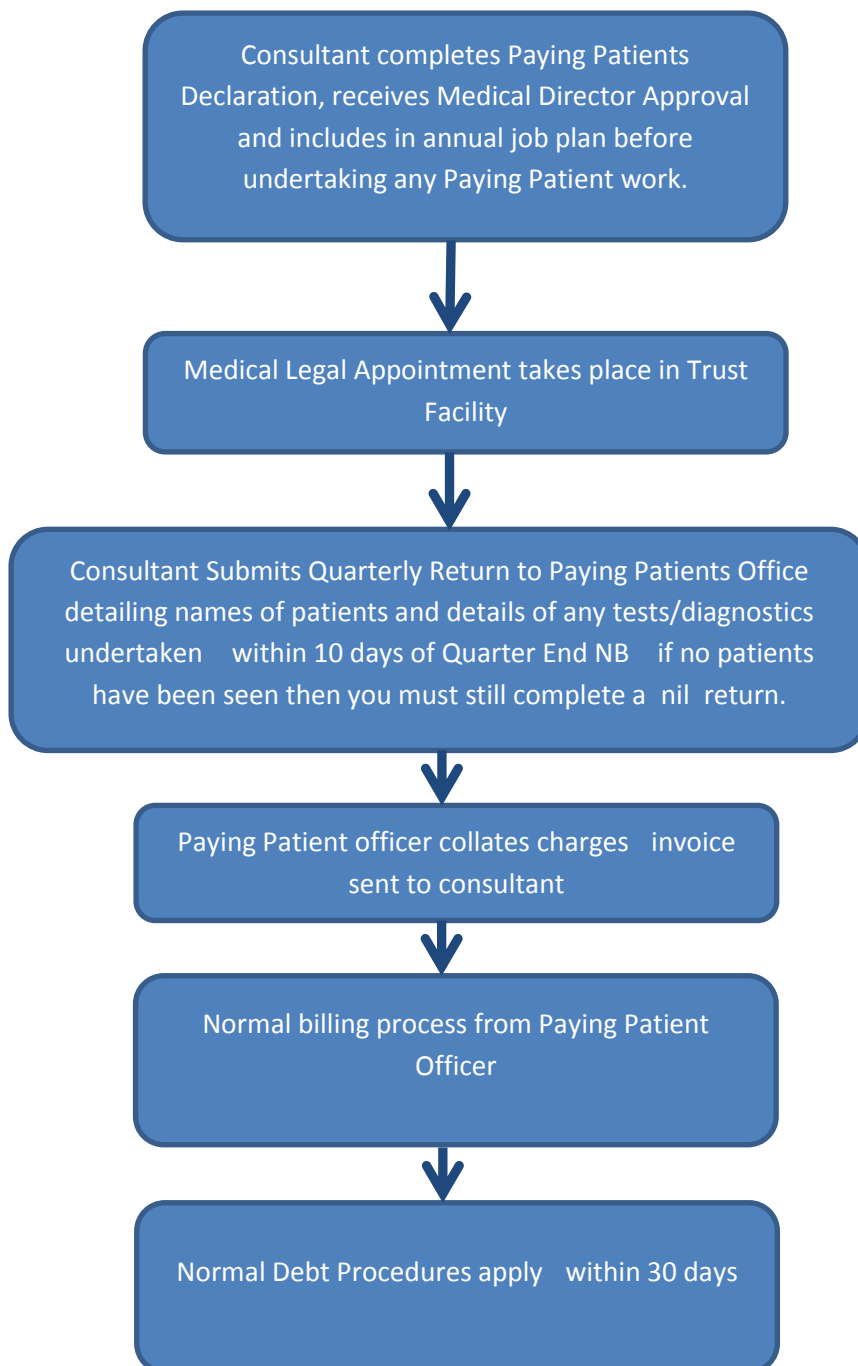 Consultant completes Paying Patients
Declaration, receives Medical Director Approval
and includes in annual job plan before
undertaking any Paying Patient work.
Medical Legal Appointment takes place in Trust
Facility
Consultant Submits Quarterly Return to Paying Patients Office
detailing names of patients and details of any tests/diagnostics
undertaken within 10 days of Quarter End NB if no patients
have been seen then you must still complete a nil return.
Paying Patient officer collates charges invoice
sent to consultant
Normal billing process from Paying Patient
Officer
Normal Debt Procedures apply within 30 days